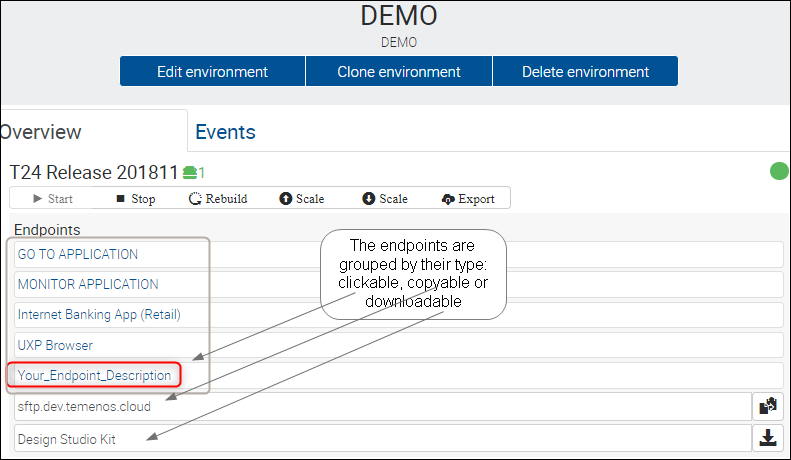 DEMO
DEMO
Edit environment Clone environment Delete environment
Overview Events
T24 Release 201811 1
Start Stop Rebuild Scale Scale Export
Endpoints
GO TO APPLICATION
MONITOR APPLICATION
Internet Banking App (Retail)
UXP Browser
Your_Endpoint_Description
sftp.dev.temenos.cloud
Design Studio Kit
The endpoints are
grouped by their type:
clickable, copyable or
downloadable